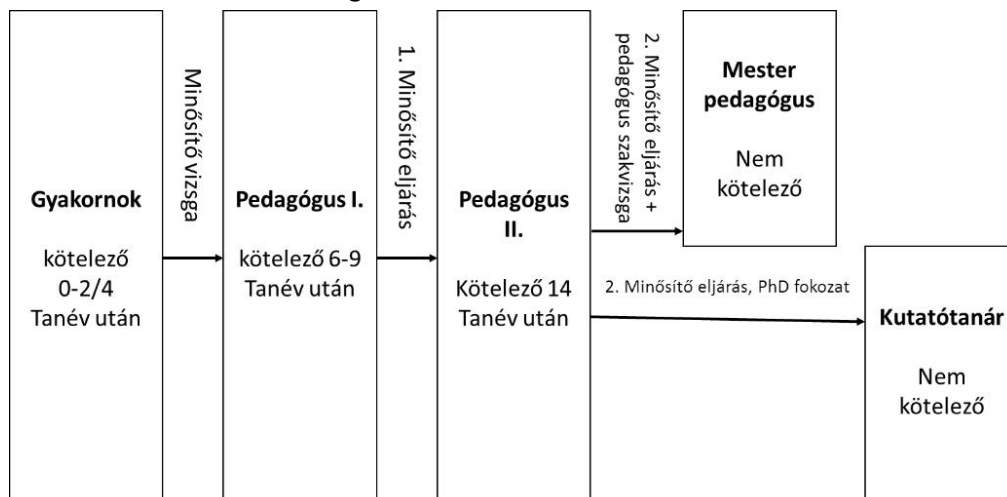 Gyakornok
kötelező
0-2/4
Tanév után
Minősítő vizsga
Pedagógus I.
kötelező 6-9
Tanév után
1. Minősítő eljárás
Pedagógus
II.
Kötelező 14
Tanév után
2. Minősítő eljárás +
pedagógus szakvizsga
Mester
pedagógus
Nem
kötelező
2. Minősítő eljárás, PhD fokozat
Kutatótanár
Nem
kötelező